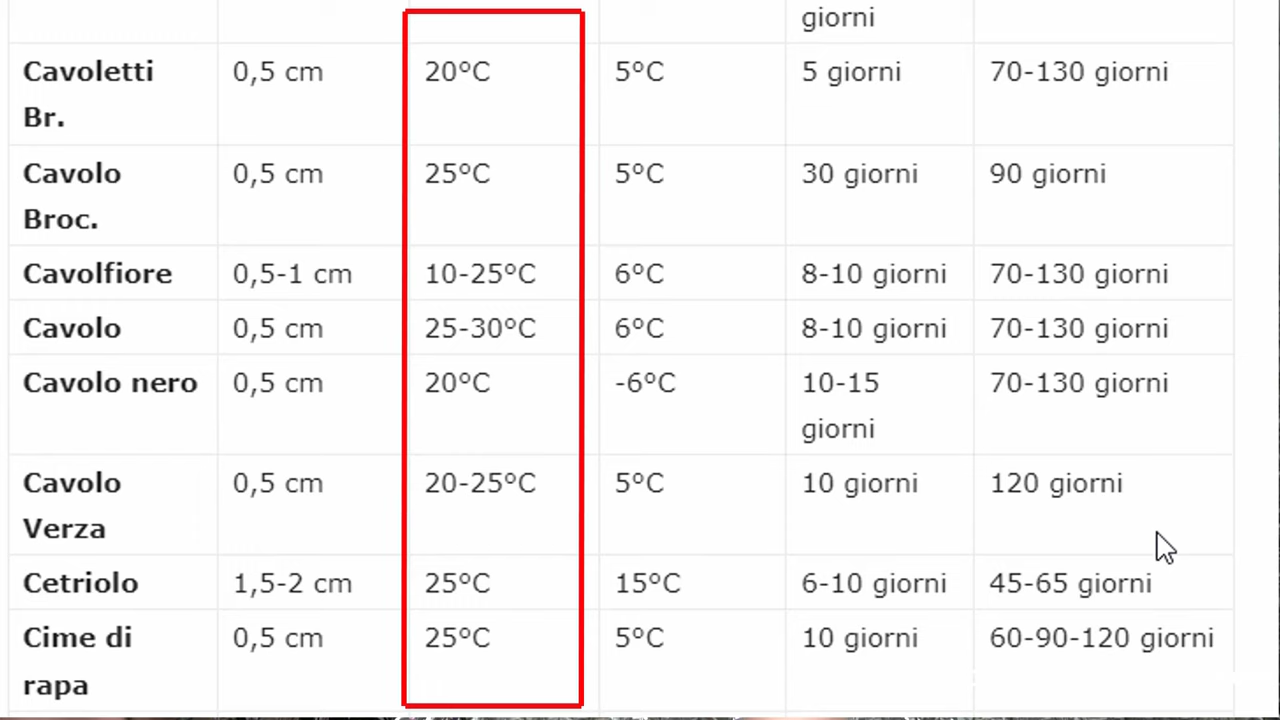 giorni
Cavoletti 0,5 cm 20°C 5°C 5 giorni 70-130 giorni
Br.
Cavolo 0,5 cm 25°C 5°C 30 giorni 90 giorni
Broc.
Cavolfiore 0,5-1 cm 10-25°C 6°C 8-10 giorni 70-130 giorni
Cavolo 0,5 cm 25-30°C 6°C 8-10 giorni 70-130 giorni
Cavolo nero 0,5 cm 20°C -6°C 10-15 70-130 giorni
giorni
Cavolo 0,5 cm 20-25°C 5°C 10 giorni 120 giorni
Verza
Cetriolo 1,5-2 cm 25°C 15°C 6-10 giorni 45-65 giorni
Cime di 0,5 cm 25°C 5°C 10 giorni 60-90-120 giorni
rapa